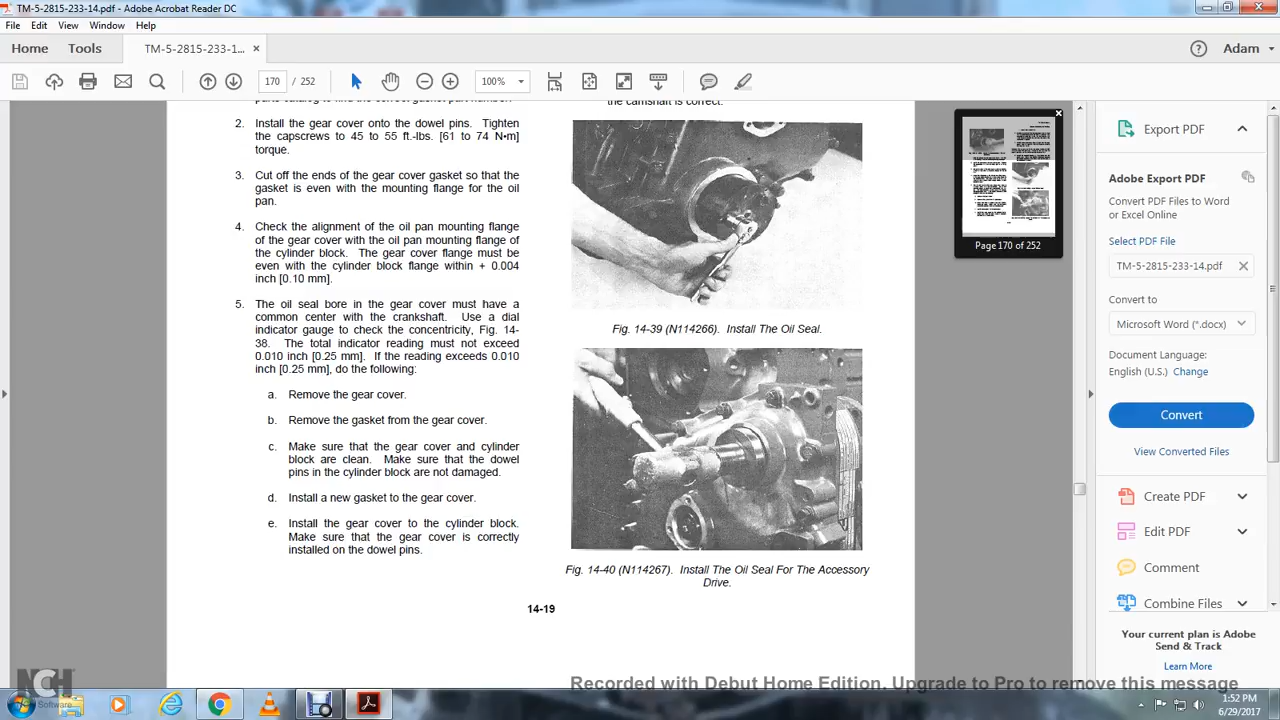 TM-5-2815-233-14.pdf - Adobe Acrobat Reader DC
File Edit View Window Help
Home Tools TM-5-2815-233-1... × Adam
170 / 252 100%
parts catalog to find the correct gasket part number.
2. Install the gear cover onto the dowel pins. Tighten
the capscrews to 45 to 55 ft.-lbs. [61 to 74 N•m]
torque.
3. Cut off the ends of the gear cover gasket so that the
gasket is even with the mounting flange for the oil
pan.
4. Check the alignment of the oil pan mounting flange
of the gear cover with the oil pan mounting flange of
the cylinder block. The gear cover flange must be
even with the cylinder block flange within + 0.004
inch [0.10 mm].
5. The oil seal bore in the gear cover must have a
common center with the crankshaft. Use a dial
indicator gauge to check the concentricity, Fig. 14-
38. The total indicator reading must not exceed
0.010 inch [0.25 mm]. If the reading exceeds 0.010
inch [0.25 mm], do the following:
a. Remove the gear cover.
b. Remove the gasket from the gear cover.
c. Make sure that the gear cover and cylinder
block are clean. Make sure that the dowel
pins in the cylinder block are not damaged.
d. Install a new gasket to the gear cover.
e. Install the gear cover to the cylinder block.
Make sure that the gear cover is correctly
installed on the dowel pins.
the camshaft is correct.
Fig. 14-39 (N114266). Install The Oil Seal.
Fig. 14-40 (N114267). Install The Oil Seal For The Accessory
Drive.
14-19
Page 170 of 252
Export PDF
Adobe Export PDF
Convert PDF Files to Word
or Excel Online
Select PDF File
TM-5-2815-233-14.pdf
Convert to
Microsoft Word (*.docx)
Document Language:
English (U.S.) Change
Convert
View Converted Files
Create PDF
Edit PDF
Comment
Combine Files
Your current plan is Adobe
Send & Track
Learn More
Recorded with Debut Home Edition. Upgrade to Pro to remove this message
NCH
Software
1:52 PM
6/29/2017